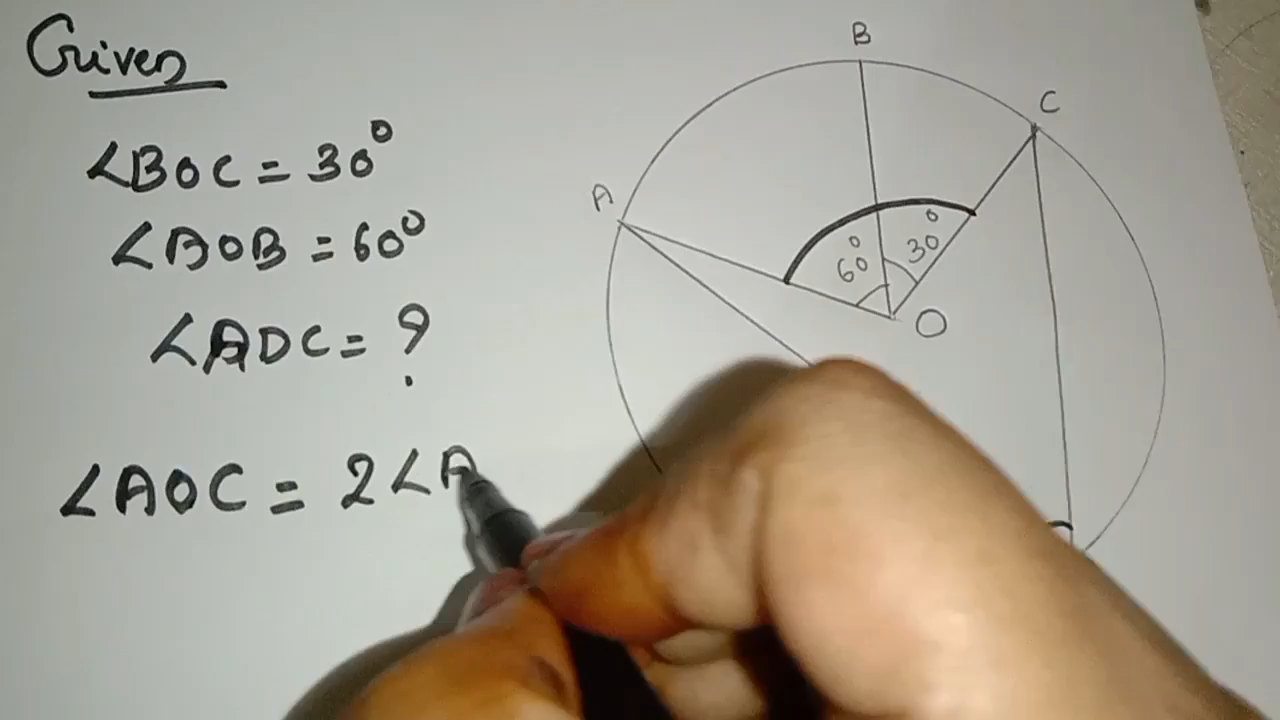 Given
∠BOC = 30°
∠AOB = 60°
∠ADC = ?
∠AOC = 2∠A
B
C
A
60°
30°
O